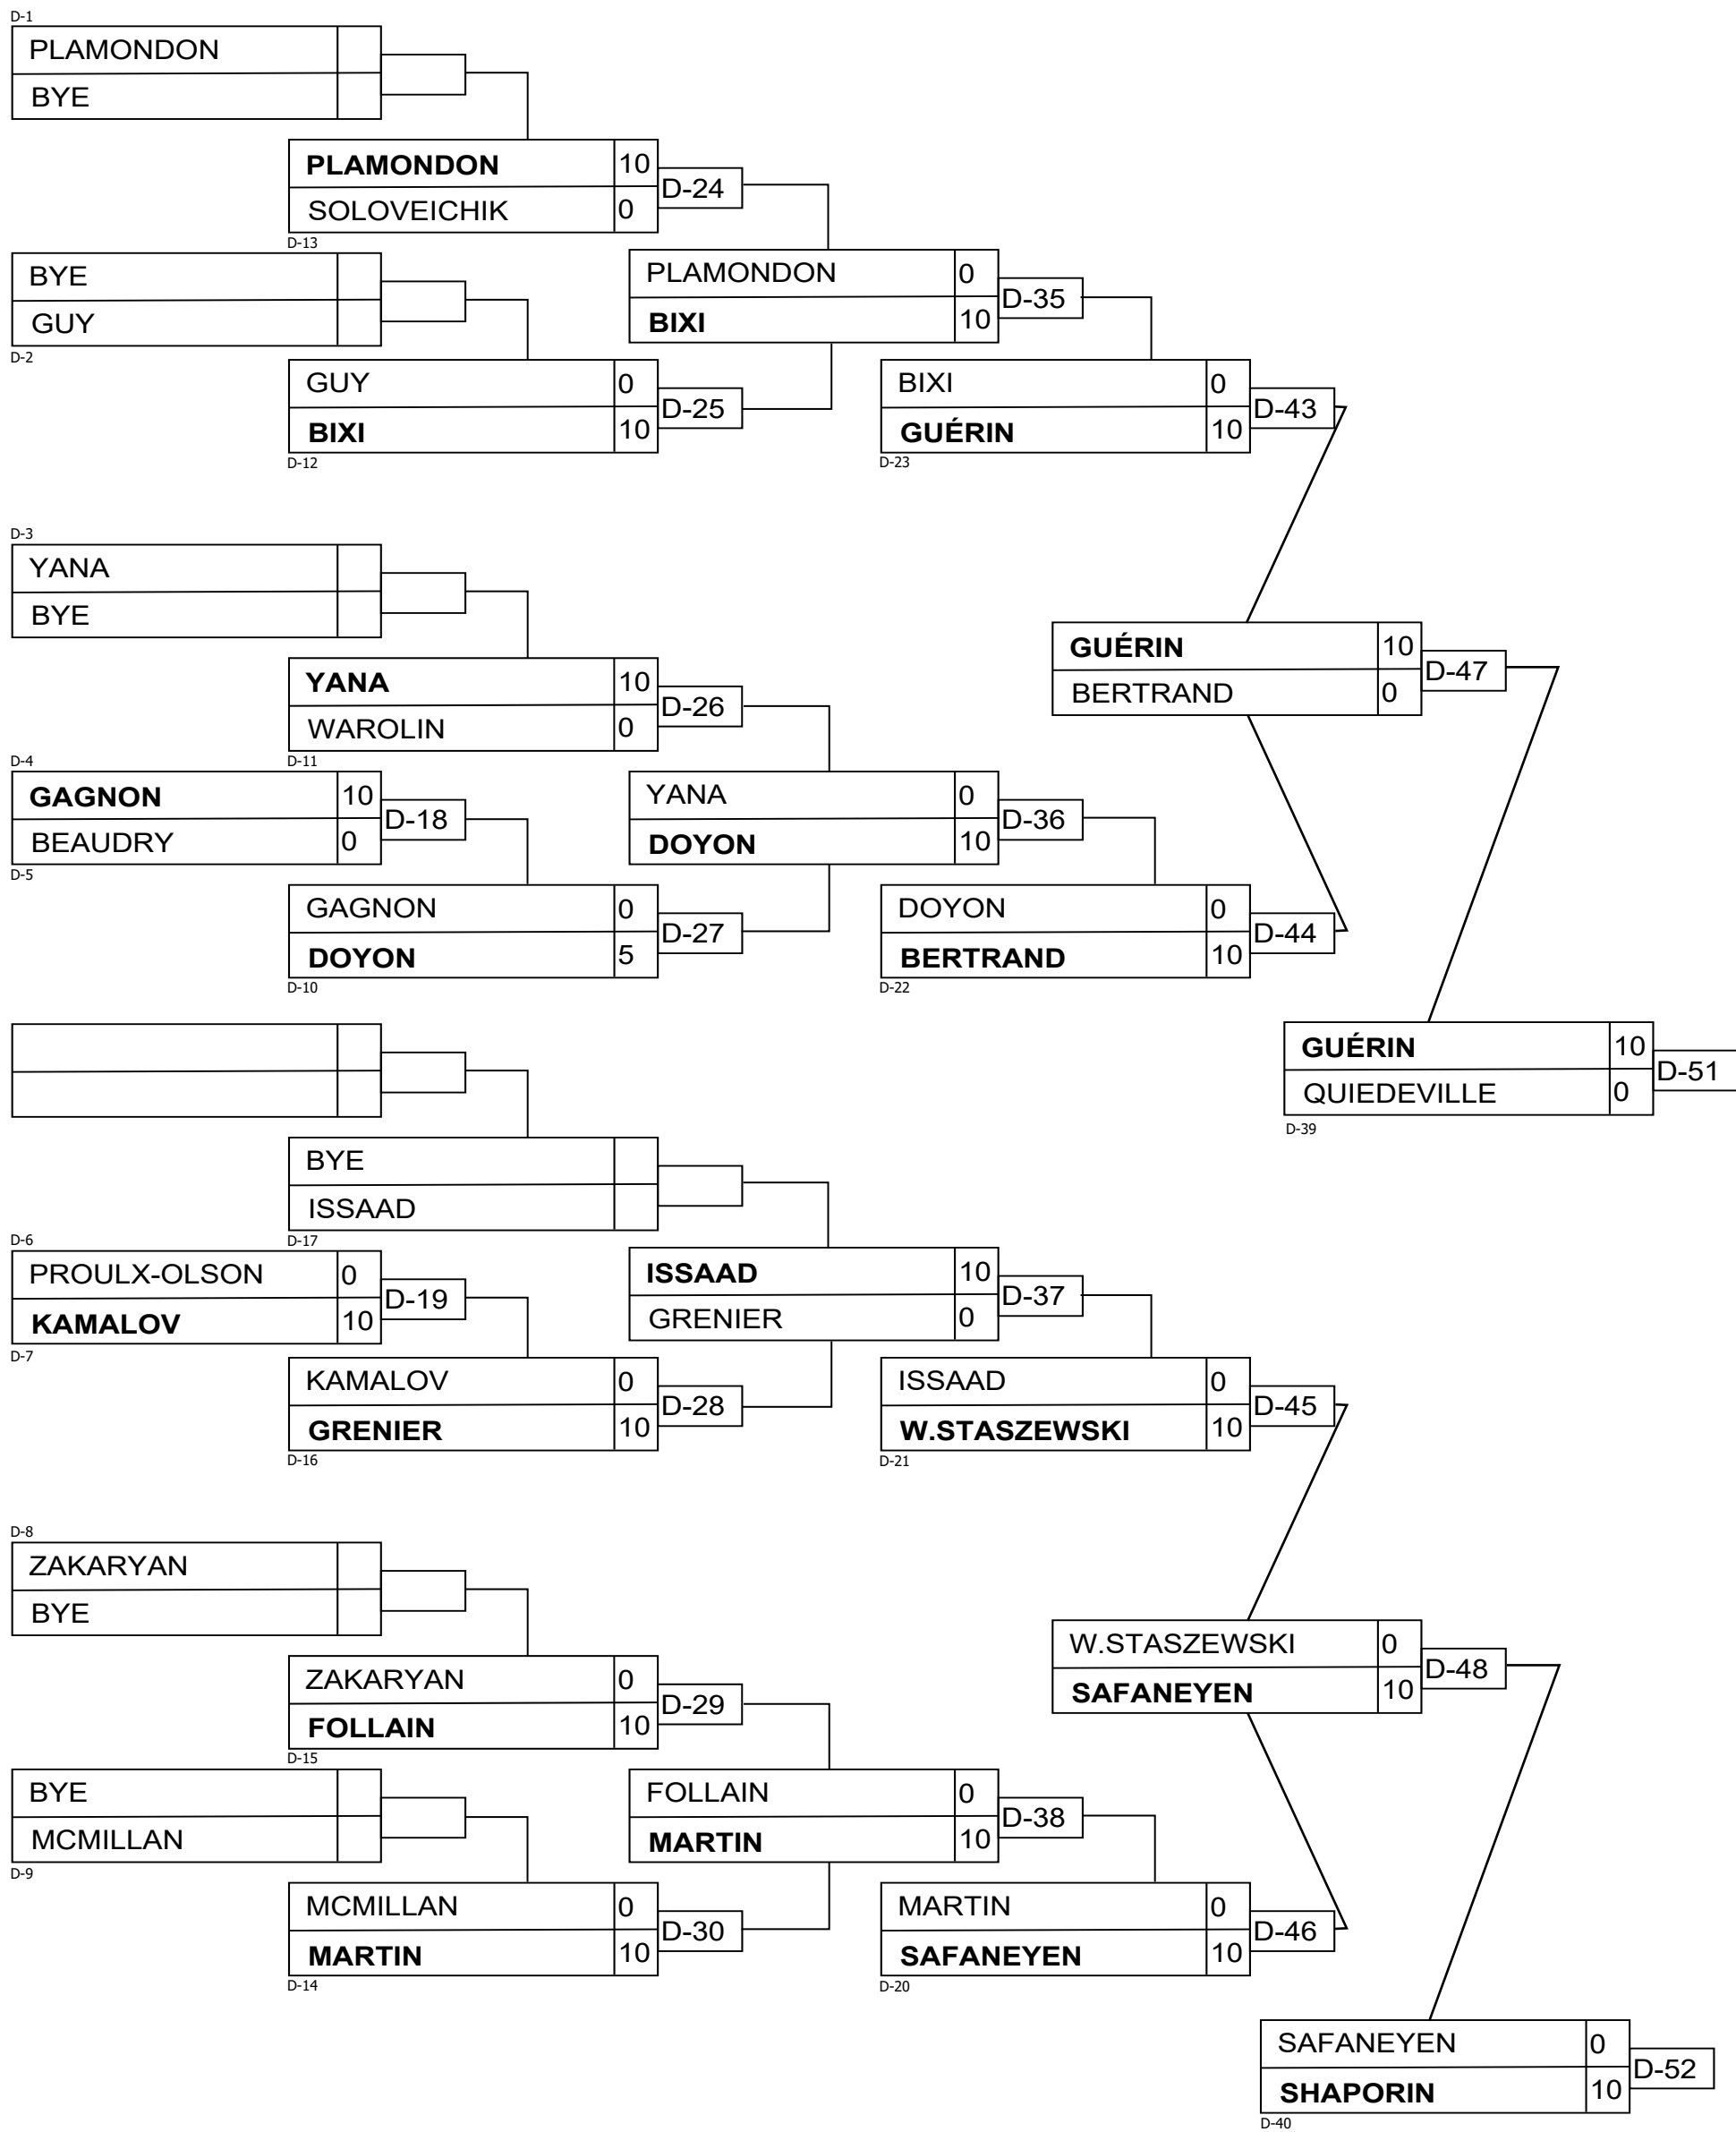 D-1
PLAMONDON
BYE
PLAMONDON 10
D-24
SOLOVEICHIK 0
D-13
BYE
GUY
D-2
PLAMONDON 0
D-35
BIXI 10
GUY 0
D-25
BIXI 10
D-12
BIXI 0
D-43
GUÉRIN 10
D-23
D-3
YANA
BYE
GUÉRIN 10
D-47
BERTRAND 0
YANA 10
D-26
WAROLIN 0
D-11
D-4
GAGNON 10
D-18
BEAUDRY 0
D-5
YANA 0
D-36
DOYON 10
GAGNON 0
D-27
DOYON 5
D-10
DOYON 0
D-44
BERTRAND 10
D-22
GUÉRIN 10
D-51
QUIEDEVILLE 0
D-39
BYE
ISSAAD
D-17
D-6
PROULX-OLSON 0
D-19
KAMALOV 10
D-7
ISSAAD 10
D-37
GRENIER 0
KAMALOV 0
D-28
GRENIER 10
D-16
ISSAAD 0
D-45
W.STASZEWSKI 10
D-21
D-8
ZAKARYAN
BYE
W.STASZEWSKI 0
D-48
SAFANEYEN 10
ZAKARYAN 0
D-29
FOLLAIN 10
D-15
BYE
MCMILLAN
D-9
FOLLAIN 0
D-38
MARTIN 10
MCMILLAN 0
D-30
MARTIN 10
D-14
MARTIN 0
D-46
SAFANEYEN 10
D-20
SAFANEYEN 0
D-52
SHAPORIN 10
D-40